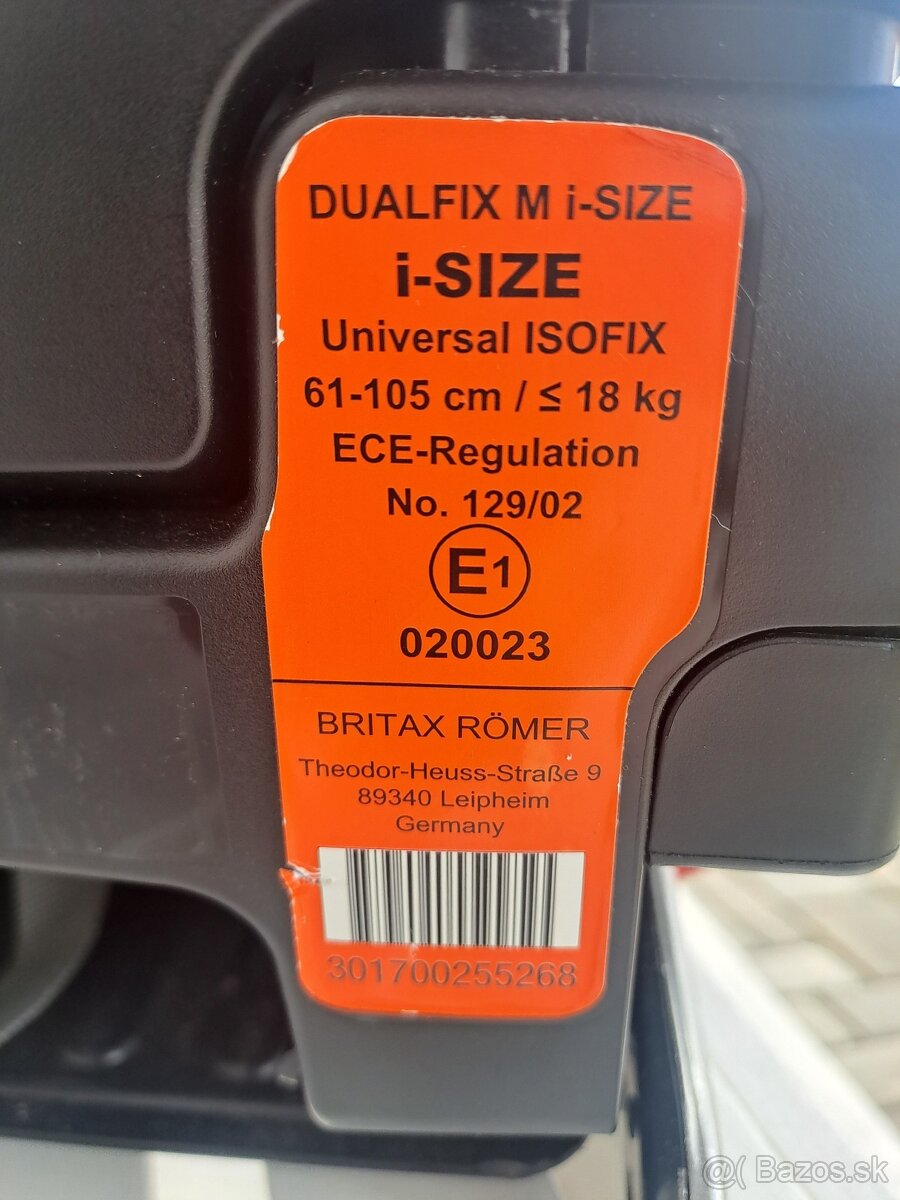 DUALFIX M i-SIZE
i-SIZE
Universal ISOFIX
61-105 cm / ≤ 18 kg
ECE-Regulation
No. 129/02
E1
020023
BRITAX RÖMER
Theodor-Heuss-Straße 9
89340 Leipheim
Germany
301700255268
@( Bazos.sk